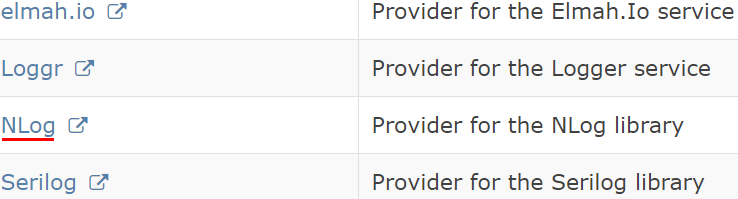 elmah.io Provider for the Elmah.Io service
Loggr Provider for the Logger service
NLog Provider for the NLog library
Serilog Provider for the Serilog library